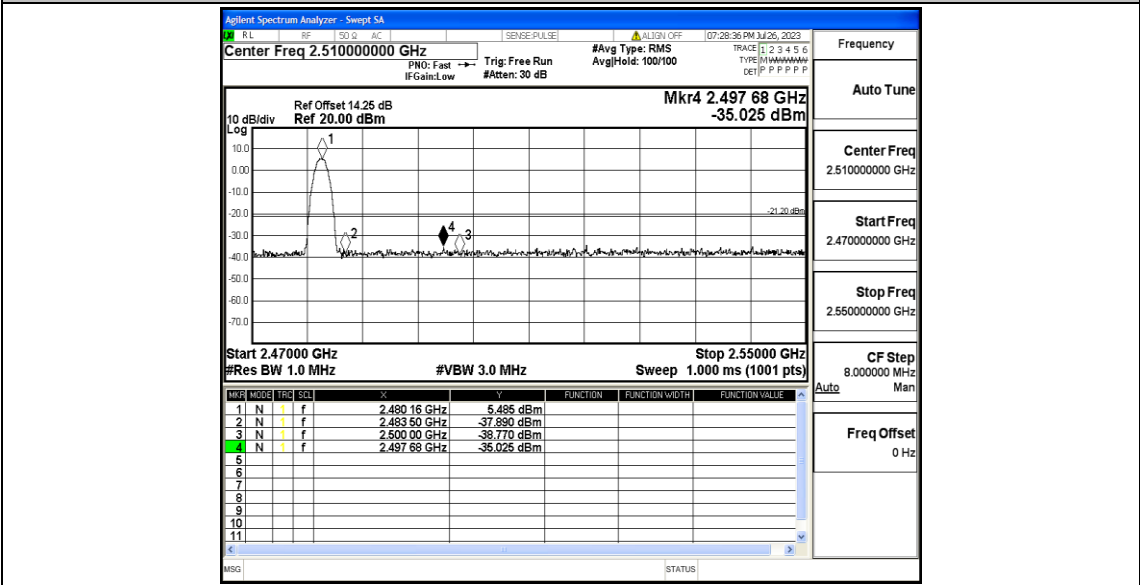 Agilent Spectrum Analyzer - Swept SA
RL RF 50 Ω AC SENSE:PULSE ALIGN OFF 07:28:36 PM Jul 26, 2023
Center Freq 2.510000000 GHz
PNO: Fast
IFGain:Low
Trig: Free Run
#Atten: 30 dB
#Avg Type: RMS
Avg|Hold: 100/100
TRACE 1 2 3 4 5 6
TYPE M
DET P P P P P P
Ref Offset 14.25 dB
Ref 20.00 dBm
10 dB/div
Log
Mkr4 2.497 68 GHz
-35.025 dBm
10.0
0.00
-10.0
-20.0
-30.0
-40.0
-50.0
-60.0
-70.0
1
2
4
3
-21.20 dBm
Start 2.47000 GHz Stop 2.55000 GHz
#Res BW 1.0 MHz #VBW 3.0 MHz Sweep 1.000 ms (1001 pts)
MKR MODE TRC SCL X Y FUNCTION FUNCTION WIDTH FUNCTION VALUE
1 N 1 f 2.480 16 GHz 5.485 dBm
2 N 1 f 2.483 50 GHz -37.890 dBm
3 N 1 f 2.500 00 GHz -38.770 dBm
4 N 1 f 2.497 68 GHz -35.025 dBm
5
6
7
8
9
10
11
MSG STATUS
Frequency
Auto Tune
Center Freq
2.510000000 GHz
Start Freq
2.470000000 GHz
Stop Freq
2.550000000 GHz
CF Step
8.000000 MHz
Auto Man
Freq Offset
0 Hz